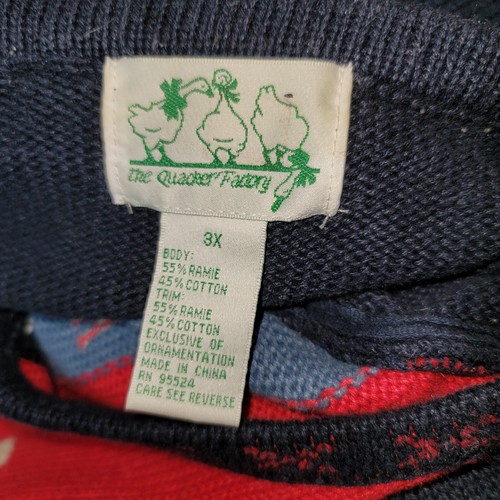 The Quacker Factory
3X
BODY:
55% RAMIE
45% COTTON
TRIM:
55% RAMIE
45% COTTON
EXCLUSIVE OF
ORNAMENTATION
MADE IN CHINA
RN 95524
CARE SEE REVERSE